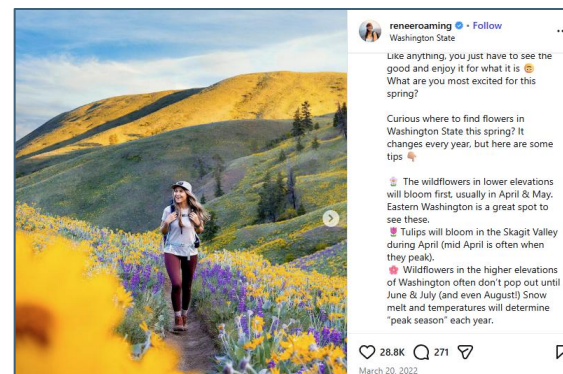 reneeroaming • Follow
Washington State
Like anything, you just have to see the
good and enjoy it for what it is
What are you most excited for this
spring?
Curious where to find flowers in
Washington State this spring? It
changes every year, but here are some
tips
The wildflowers in lower elevations
will bloom first, usually in April & May.
Eastern Washington is a great spot to
see these.
Tulips will bloom in the Skagit Valley
during April (mid April is often when
they peak).
Wildflowers in the higher elevations
of Washington often don't pop out until
June & July (and even August!) Snow
melt and temperatures will determine
"peak season" each year.
28.8K 271
March 20, 2022